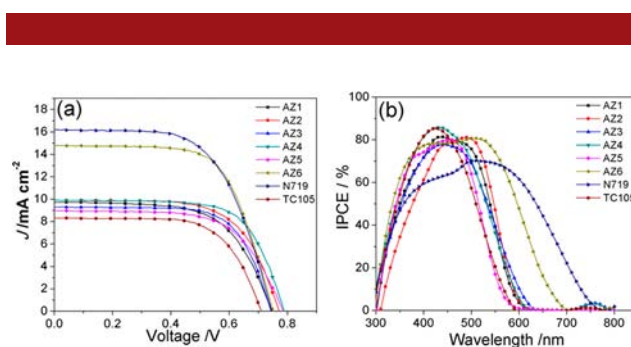 (a)
AZ1
AZ2
AZ3
AZ4
AZ5
AZ6
N719
TC105
18
16
14
12
10
8
6
4
2
0
J /mA cm⁻²
0.0 0.2 0.4 0.6 0.8
Voltage /V
(b)
AZ1
AZ2
AZ3
AZ4
AZ5
AZ6
N719
TC105
100
80
60
40
20
0
IPCE / %
300 400 500 600 700 800
Wavelength /nm